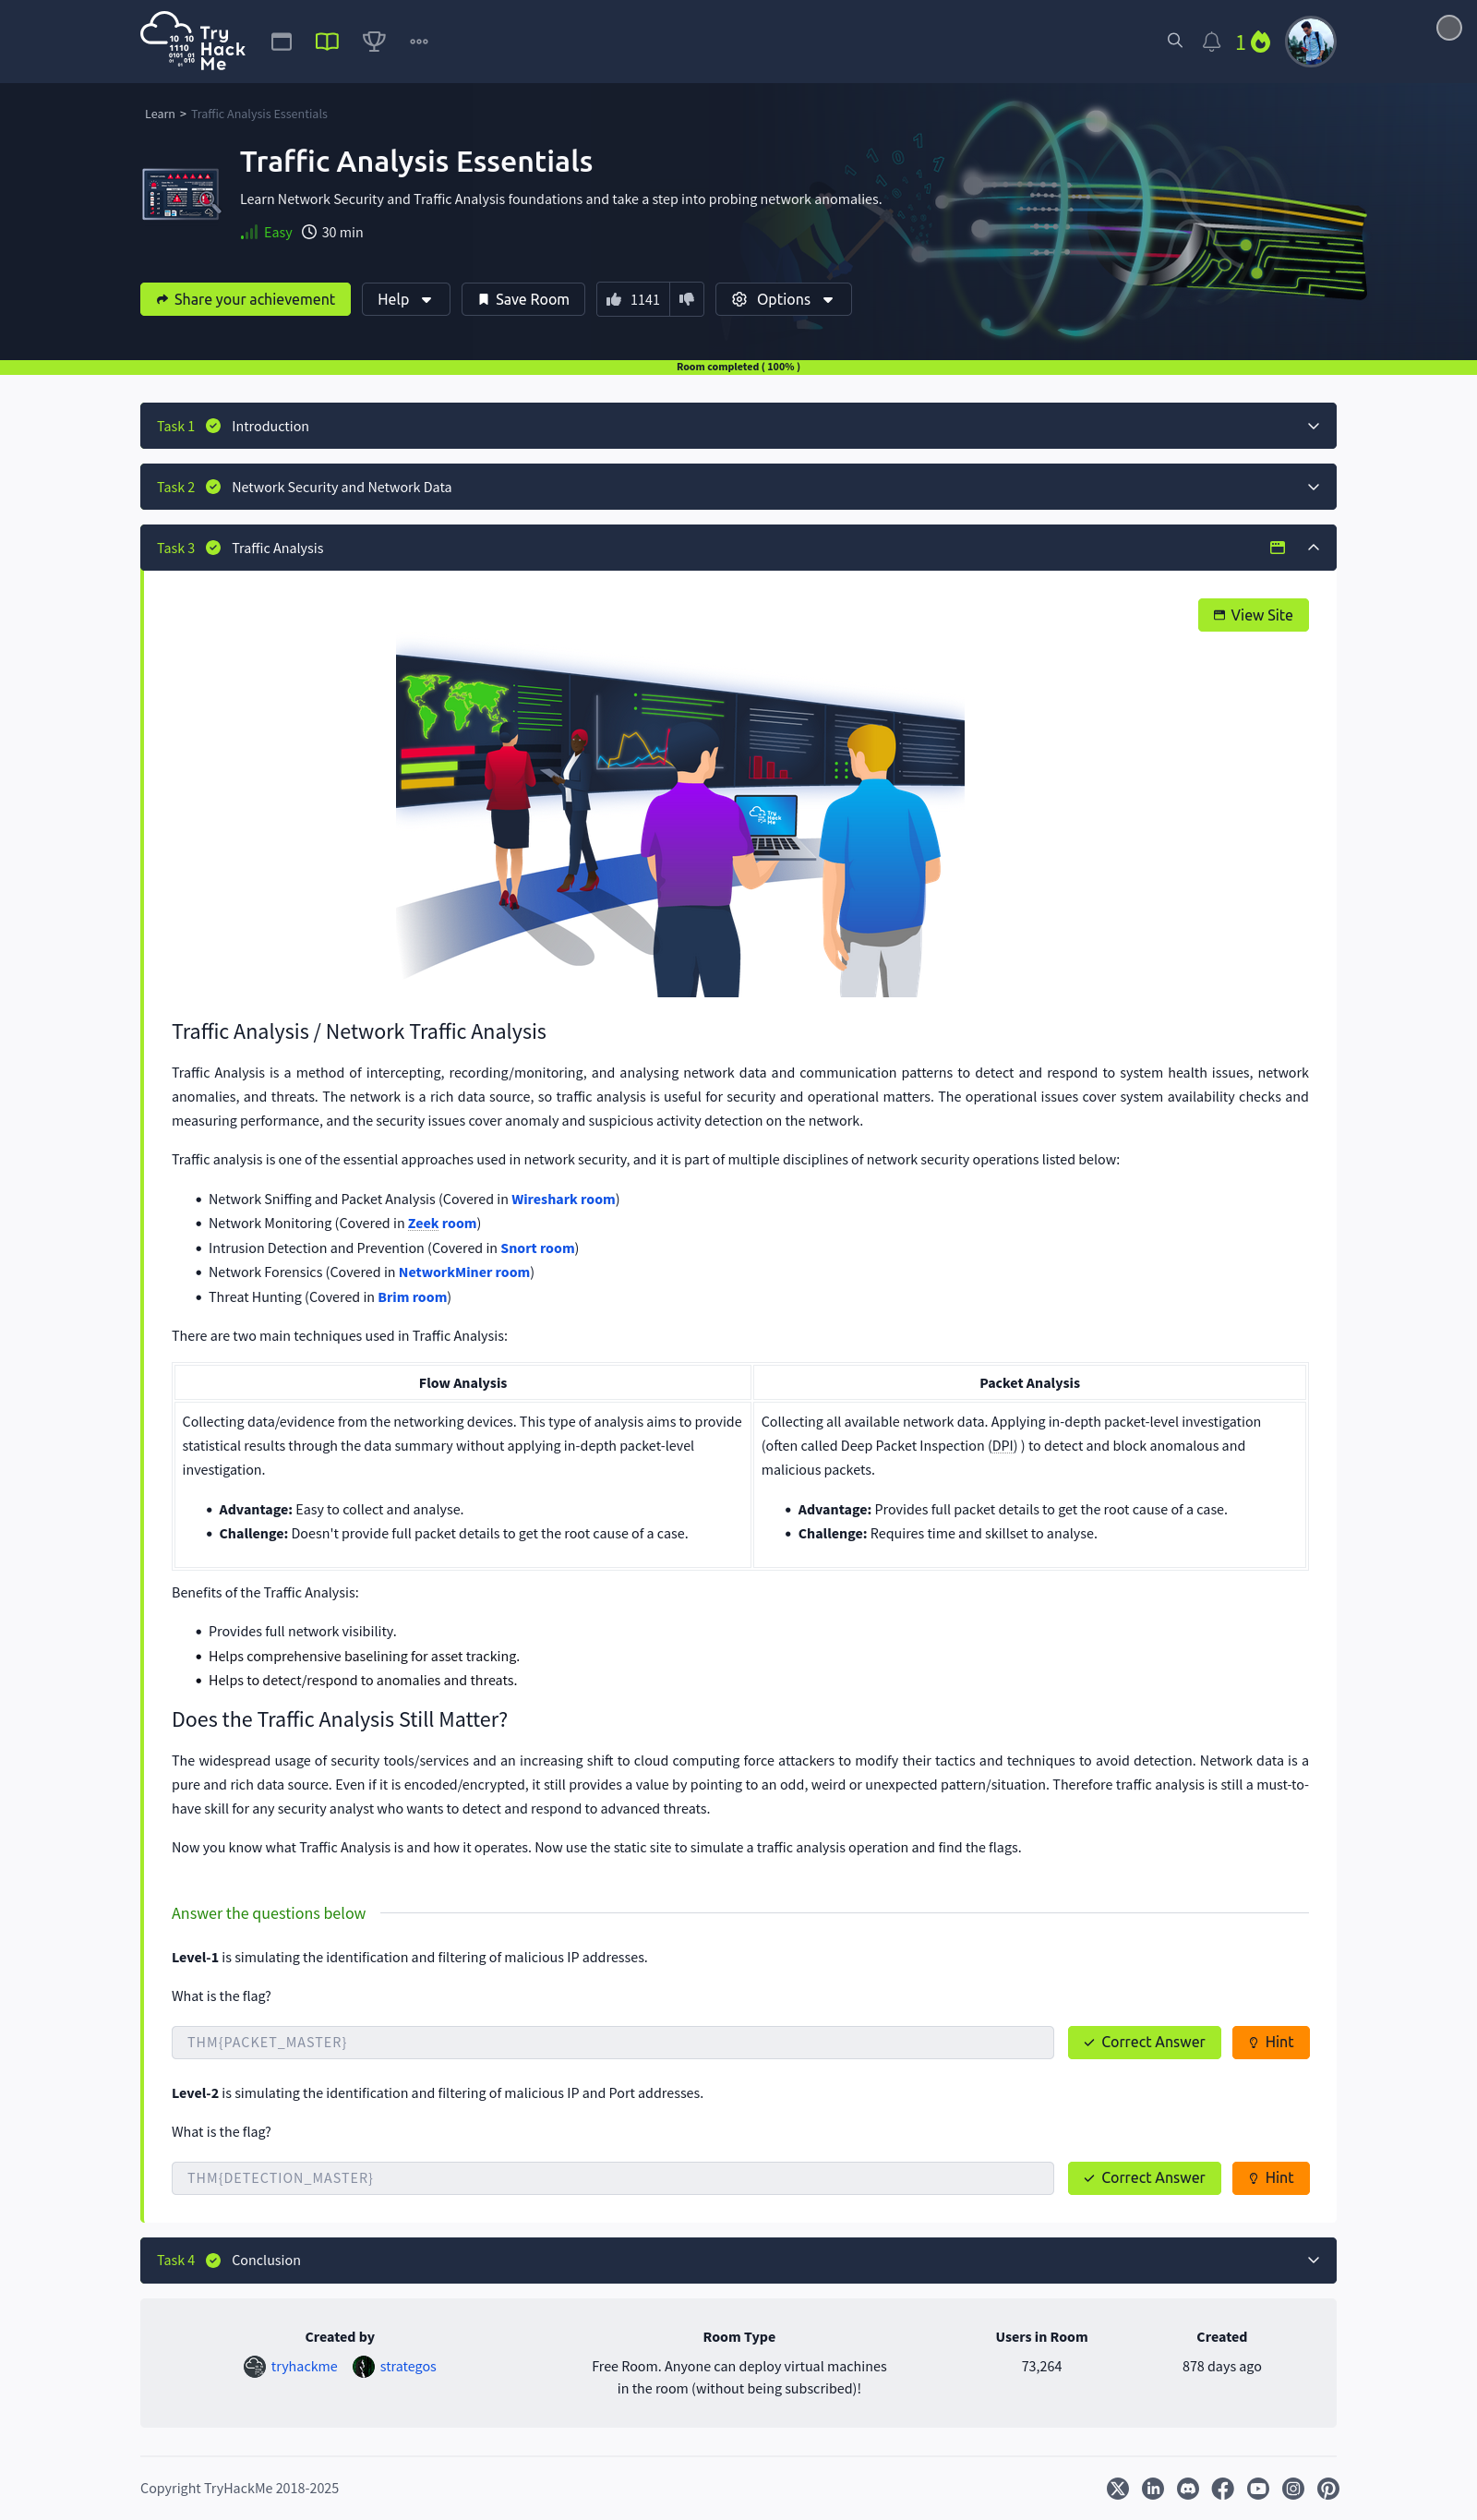 Try
Hack
Me
1
Learn > Traffic Analysis Essentials
Traffic Analysis Essentials
Learn Network Security and Traffic Analysis foundations and take a step into probing network anomalies.
Easy 30 min
Share your achievement Help Save Room 1141 Options
Room completed ( 100% )
Task 1 Introduction
Task 2 Network Security and Network Data
Task 3 Traffic Analysis
View Site
Try
Hack
Me
Traffic Analysis / Network Traffic Analysis
Traffic Analysis is a method of intercepting, recording/monitoring, and analysing network data and communication patterns to detect and respond to system health issues, network
anomalies, and threats. The network is a rich data source, so traffic analysis is useful for security and operational matters. The operational issues cover system availability checks and
measuring performance, and the security issues cover anomaly and suspicious activity detection on the network.
Traffic analysis is one of the essential approaches used in network security, and it is part of multiple disciplines of network security operations listed below:
• Network Sniffing and Packet Analysis (Covered in Wireshark room)
• Network Monitoring (Covered in Zeek room)
• Intrusion Detection and Prevention (Covered in Snort room)
• Network Forensics (Covered in NetworkMiner room)
• Threat Hunting (Covered in Brim room)
There are two main techniques used in Traffic Analysis:
Flow Analysis
Collecting data/evidence from the networking devices. This type of analysis aims to provide
statistical results through the data summary without applying in-depth packet-level
investigation.
• Advantage: Easy to collect and analyse.
• Challenge: Doesn't provide full packet details to get the root cause of a case.
Packet Analysis
Collecting all available network data. Applying in-depth packet-level investigation
(often called Deep Packet Inspection (DPI) ) to detect and block anomalous and
malicious packets.
• Advantage: Provides full packet details to get the root cause of a case.
• Challenge: Requires time and skillset to analyse.
Benefits of the Traffic Analysis:
• Provides full network visibility.
• Helps comprehensive baselining for asset tracking.
• Helps to detect/respond to anomalies and threats.
Does the Traffic Analysis Still Matter?
The widespread usage of security tools/services and an increasing shift to cloud computing force attackers to modify their tactics and techniques to avoid detection. Network data is a
pure and rich data source. Even if it is encoded/encrypted, it still provides a value by pointing to an odd, weird or unexpected pattern/situation. Therefore traffic analysis is still a must-to-
have skill for any security analyst who wants to detect and respond to advanced threats.
Now you know what Traffic Analysis is and how it operates. Now use the static site to simulate a traffic analysis operation and find the flags.
Answer the questions below
Level-1 is simulating the identification and filtering of malicious IP addresses.
What is the flag?
THM{PACKET_MASTER} Correct Answer Hint
Level-2 is simulating the identification and filtering of malicious IP and Port addresses.
What is the flag?
THM{DETECTION_MASTER} Correct Answer Hint
Task 4 Conclusion
Created by Room Type Users in Room Created
tryhackme strategos Free Room. Anyone can deploy virtual machines 73,264 878 days ago
in the room (without being subscribed)!
Copyright TryHackMe 2018-2025